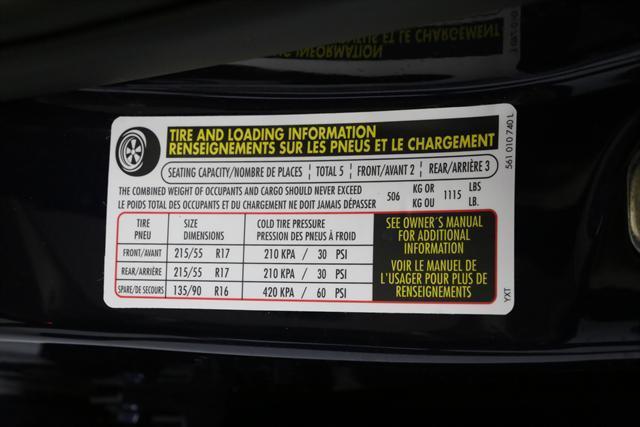 TIRE AND LOADING INFORMATION
RENSEIGNEMENTS SUR LES PNEUS ET LE CHARGEMENT
SEATING CAPACITY/NOMBRE DE PLACES | TOTAL 5 | FRONT/AVANT 2 | REAR/ARRIÈRE 3
THE COMBINED WEIGHT OF OCCUPANTS AND CARGO SHOULD NEVER EXCEED 506 KG OR 1115 LBS
LE POIDS TOTAL DES OCCUPANTS ET DU CHARGEMENT NE DOIT JAMAIS DÉPASSER KG OU LB.
TIRE SIZE COLD TIRE PRESSURE
PNEU DIMENSIONS PRESSION DES PNEUS À FROID
FRONT/AVANT 215/55 R17 210 KPA / 30 PSI
REAR/ARRIÈRE 215/55 R17 210 KPA / 30 PSI
SPARE/DE SECOURS 135/90 R16 420 KPA / 60 PSI
SEE OWNER'S MANUAL
FOR ADDITIONAL
INFORMATION
VOIR LE MANUEL DE
L'USAGER POUR PLUS DE
RENSEIGNEMENTS
561 010 740 L
YXT